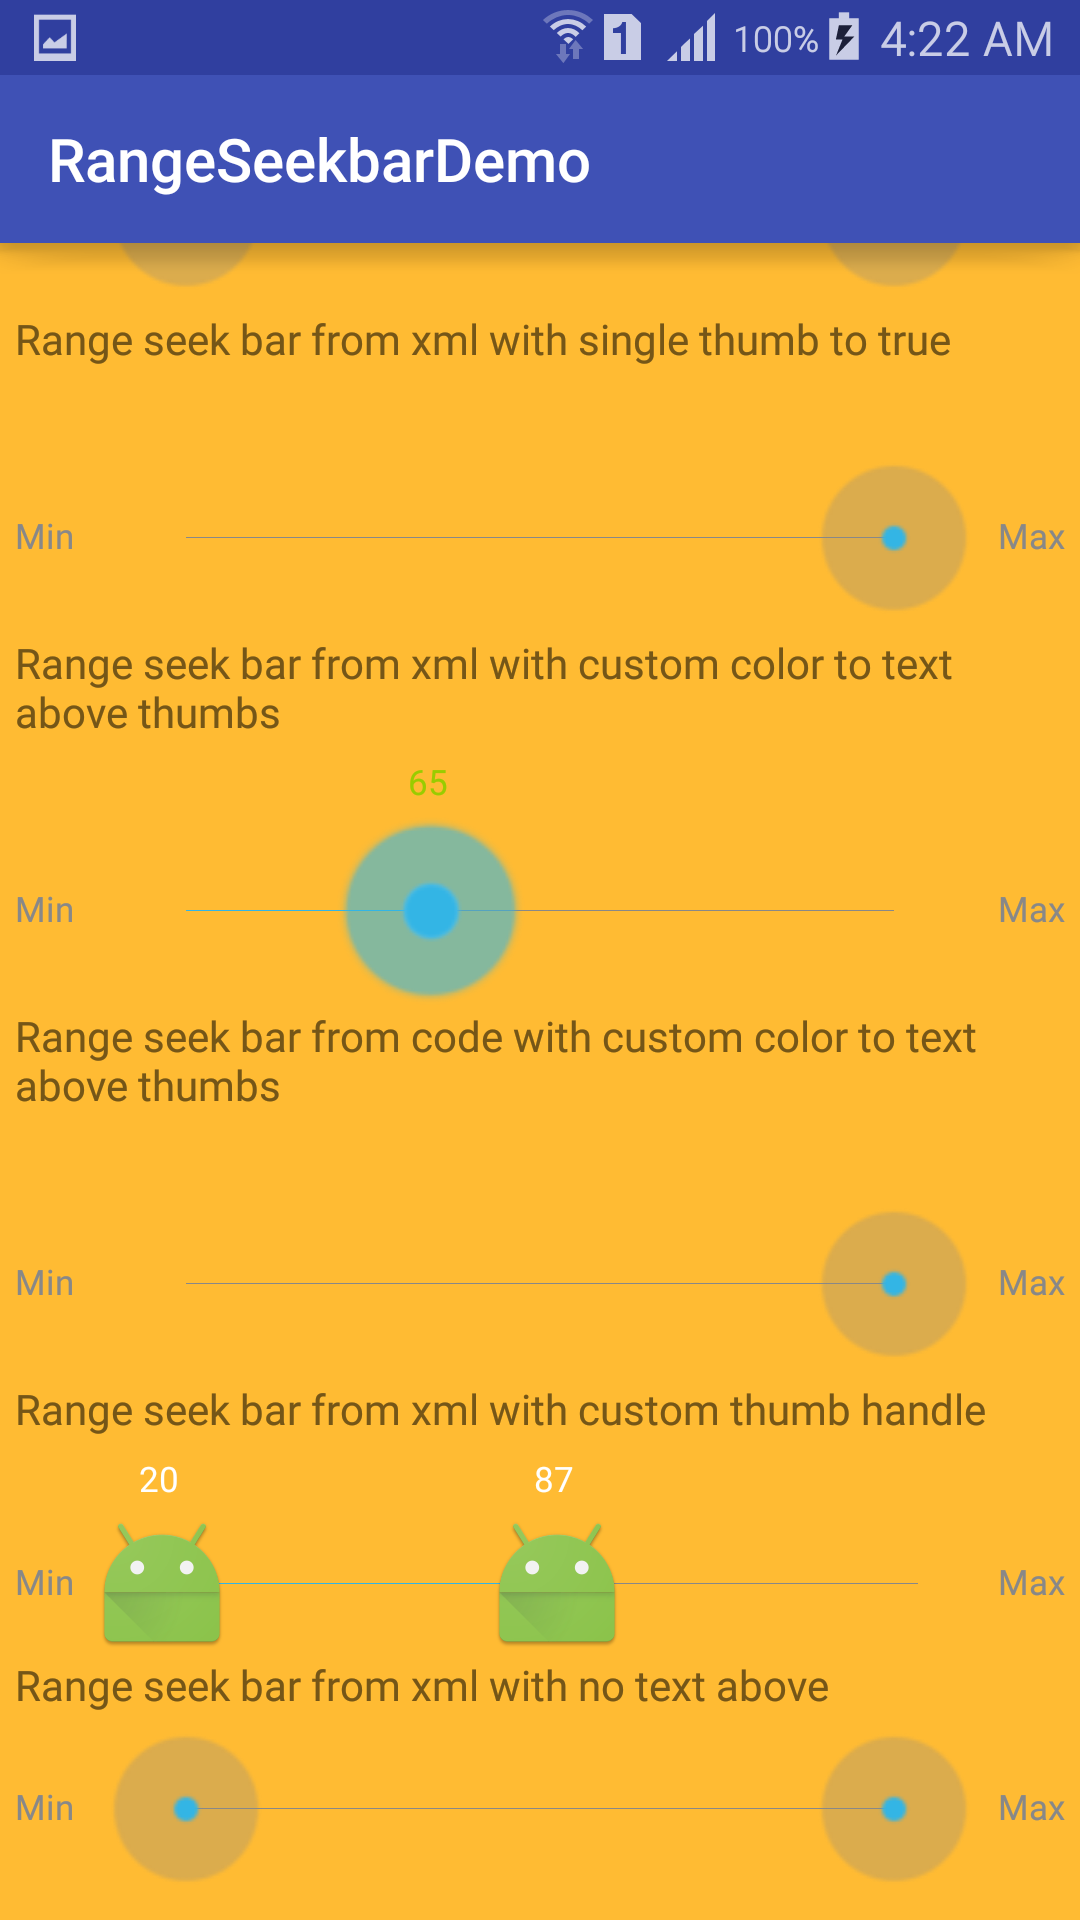 1 100% 4:22 AM
RangeSeekbarDemo
Range seek bar from xml with single thumb to true
Min Max
Range seek bar from xml with custom color to text
above thumbs
65
Min Max
Range seek bar from code with custom color to text
above thumbs
Min Max
Range seek bar from xml with custom thumb handle
20 87
Min Max
Range seek bar from xml with no text above
Min Max